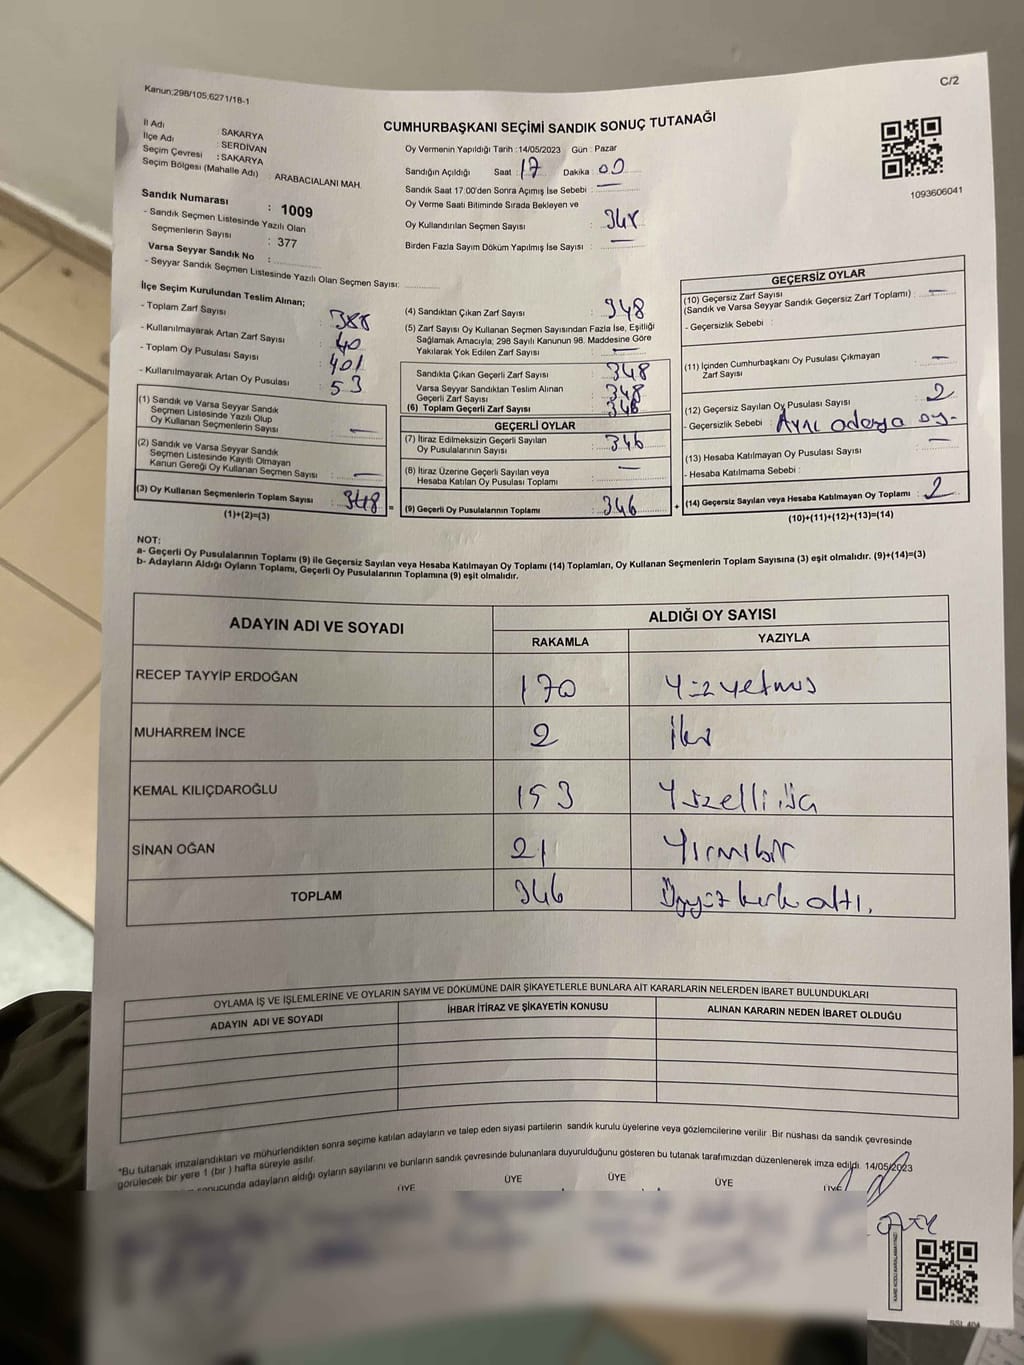 Kanun;298/105;6271/18-1
C/2
CUMHURBAŞKANI SEÇİMİ SANDIK SONUÇ TUTANAĞI
İl Adı : SAKARYA
İlçe Adı : SERDİVAN
Seçim Çevresi : SAKARYA
Seçim Bölgesi (Mahalle Adı) : ARABACIALANI MAH.
Sandık Numarası : 1009
- Sandık Seçmen Listesinde Yazılı Olan
Seçmenlerin Sayısı : 377
Varsa Seyyar Sandık No :
- Seyyar Sandık Seçmen Listesinde Yazılı Olan Seçmen Sayısı:
Oy Vermenin Yapıldığı Tarih : 14/05/2023 Gün : Pazar
Sandığın Açıldığı Saat : 17 Dakika : 00
Sandık Saat 17.00'den Sonra Açımış İse Sebebi : —
Oy Verme Saati Bitiminde Sırada Bekleyen ve
Oy Kullandırılan Seçmen Sayısı : 348
Birden Fazla Sayım Döküm Yapılmış İse Sayısı : —
1093606041
İlçe Seçim Kurulundan Teslim Alınan;
- Toplam Zarf Sayısı : 388
- Kullanılmayarak Artan Zarf Sayısı : 40
- Toplam Oy Pusulası Sayısı : 401
- Kullanılmayarak Artan Oy Pusulası : 53
(1) Sandık ve Varsa Seyyar Sandık
Seçmen Listesinde Yazılı Olup
Oy Kullanan Seçmenlerin Sayısı : —
(2) Sandık ve Varsa Seyyar Sandık
Seçmen Listesinde Kayıtlı Olmayan
Kanun Gereği Oy Kullanan Seçmen Sayısı : —
(3) Oy Kullanan Seçmenlerin Toplam Sayısı : 348
(1)+(2)=(3)
(4) Sandıktan Çıkan Zarf Sayısı : 348
(5) Zarf Sayısı Oy Kullanan Seçmen Sayısından Fazla İse, Eşitliği
Sağlamak Amacıyla; 298 Sayılı Kanunun 98. Maddesine Göre
Yakılarak Yok Edilen Zarf Sayısı : —
Sandıkta Çıkan Geçerli Zarf Sayısı : 348
Varsa Seyyar Sandıktan Teslim Alınan
Geçerli Zarf Sayısı : 348
(6) Toplam Geçerli Zarf Sayısı : 346
GEÇERLİ OYLAR
(7) İtiraz Edilmeksizin Geçerli Sayılan
Oy Pusulalarının Sayısı : 346
(8) İtiraz Üzerine Geçerli Sayılan veya
Hesaba Katılan Oy Pusulası Toplamı : —
(9) Geçerli Oy Pusulalarının Toplamı : 346
GEÇERSİZ OYLAR
(10) Geçersiz Zarf Sayısı
(Sandık ve Varsa Seyyar Sandık Geçersiz Zarf Toplamı) : —
- Geçersizlik Sebebi :
(11) İçinden Cumhurbaşkanı Oy Pusulası Çıkmayan
Zarf Sayısı : —
(12) Geçersiz Sayılan Oy Pusulası Sayısı : 2
- Geçersizlik Sebebi : Aynı adaya oy.
(13) Hesaba Katılmayan Oy Pusulası Sayısı : —
- Hesaba Katılmama Sebebi :
(14) Geçersiz Sayılan veya Hesaba Katılmayan Oy Toplamı : 2
(10)+(11)+(12)+(13)=(14)
NOT:
a- Geçerli Oy Pusulalarının Toplamı (9) ile Geçersiz Sayılan veya Hesaba Katılmayan Oy Toplamı (14) Toplamları, Oy Kullanan Seçmenlerin Toplam Sayısına (3) eşit olmalıdır. (9)+(14)=(3)
b- Adayların Aldığı Oyların Toplamı, Geçerli Oy Pusulalarının Toplamına (9) eşit olmalıdır.
ADAYIN ADI VE SOYADI
ALDIĞI OY SAYISI
RAKAMLA YAZIYLA
RECEP TAYYİP ERDOĞAN 170 Yüzyetmiş
MUHARREM İNCE 2 İki
KEMAL KILIÇDAROĞLU 153 Yüzelliüç
SİNAN OĞAN 21 Yirmibir
TOPLAM 346 Üçyüz kırk altı.
OYLAMA İŞ VE İŞLEMLERİNE VE OYLARIN SAYIM VE DÖKÜMÜNE DAİR ŞİKAYETLERLE BUNLARA AİT KARARLARIN NELERDEN İBARET BULUNDUKLARI
ADAYIN ADI VE SOYADI İHBAR İTİRAZ VE ŞİKAYETİN KONUSU ALINAN KARARIN NEDEN İBARET OLDUĞU
*Bu tutanak imzalandıktan ve mühürlendikten sonra seçime katılan adayların ve talep eden siyasi partilerin sandık kurulu üyelerine veya gözlemcilerine verilir. Bir nüshası da sandık çevresinde
görülecek bir yere 1 (bir ) hafta süreyle asılır.
sonucunda adayların aldığı oyların sayılarını ve bunların sandık çevresinde bulunanlara duyurulduğunu gösteren bu tutanak tarafımızdan düzenlenerek imza edildi. 14/05/2023
ÜYE ÜYE ÜYE ÜYE ÜYE